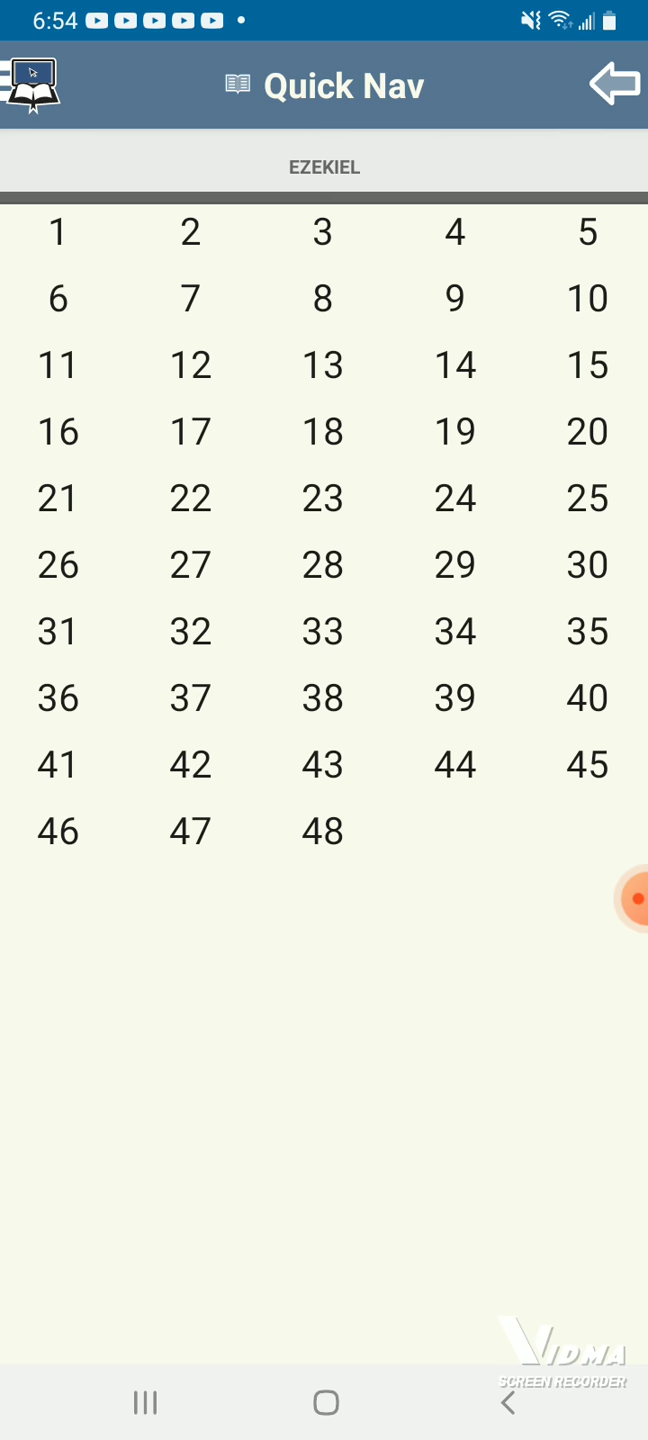 6:54
Quick Nav
EZEKIEL
1 2 3 4 5
6 7 8 9 10
11 12 13 14 15
16 17 18 19 20
21 22 23 24 25
26 27 28 29 30
31 32 33 34 35
36 37 38 39 40
41 42 43 44 45
46 47 48
VIDMA
SCREEN RECORDER